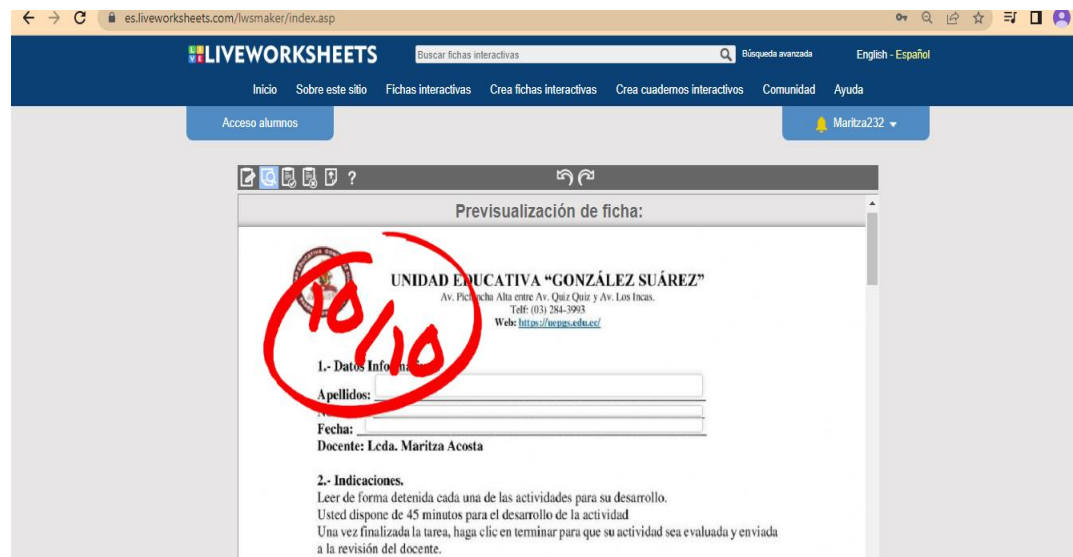 es.liveworksheets.com/lwsmaker/index.asp
LIVEWORKSHEETS
Buscar fichas interactivas
Búsqueda avanzada
English - Español
Inicio Sobre este sitio Fichas interactivas Crea fichas interactivas Crea cuadernos interactivos Comunidad Ayuda
Acceso alumnos
Maritza232
?
Previsualización de ficha:
10/10
UNIDAD EDUCATIVA “GONZÁLEZ SUÁREZ”
Av. Pichincha Alta entre Av. Quiz Quiz y Av. Los Incas.
Telf: (03) 284-3993
Web: https://uepgs.edu.ec/
1.- Datos
Apellidos:
Fecha:
Docente: Lcda. Maritza Acosta
2.- Indicaciones.
Leer de forma detenida cada una de las actividades para su desarrollo.
Usted dispone de 45 minutos para el desarrollo de la actividad
Una vez finalizada la tarea, haga clic en terminar para que su actividad sea evaluada y enviada
a la revisión del docente.